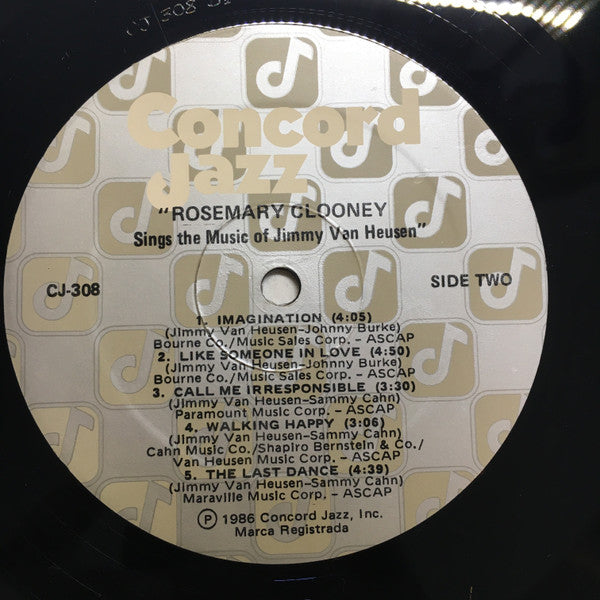 CJ 308
Concord
Jazz
"ROSEMARY CLOONEY
Sings the Music of Jimmy Van Heusen"
CJ-308
SIDE TWO
1. IMAGINATION (4:05)
(Jimmy Van Heusen-Johnny Burke)
Bourne Co./Music Sales Corp. - ASCAP
2. LIKE SOMEONE IN LOVE (4:50)
(Jimmy Van Heusen-Johnny Burke)
Bourne Co./Music Sales Corp. - ASCAP
3. CALL ME IRRESPONSIBLE (3:30)
(Jimmy Van Heusen-Sammy Cahn)
Paramount Music Corp. - ASCAP
4. WALKING HAPPY (3:06)
(Jimmy Van Heusen-Sammy Cahn)
Cahn Music Co./Shapiro Bernstein & Co./
Van Heusen Music Corp. - ASCAP
5. THE LAST DANCE (4:39)
(Jimmy Van Heusen-Sammy Cahn)
Maraville Music Corp. - ASCAP
℗ 1986 Concord Jazz, Inc.
Marca Registrada